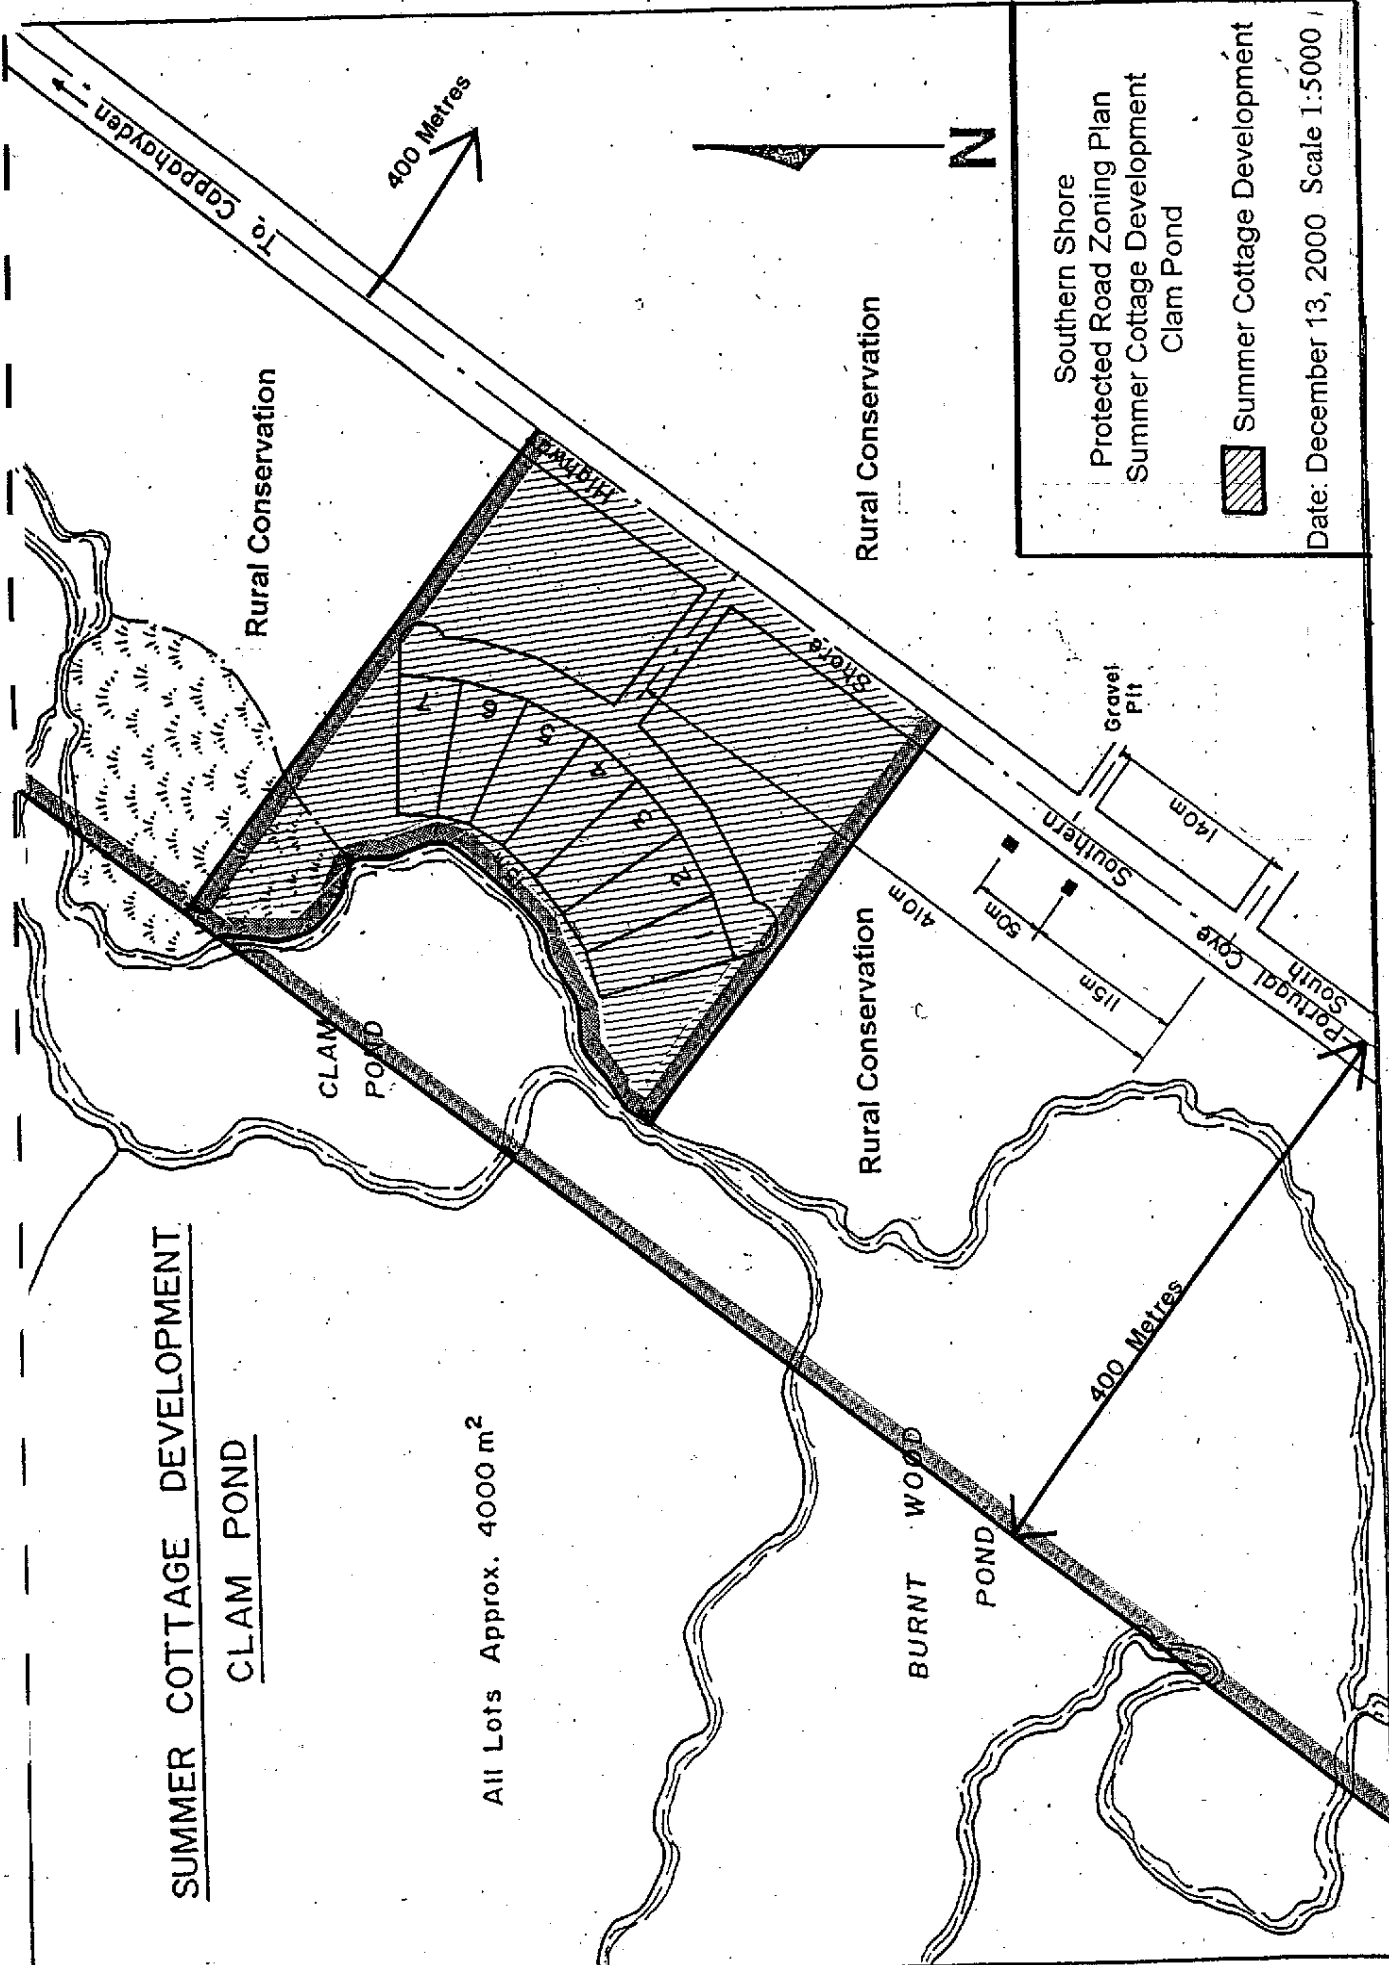 SUMMER COTTAGE DEVELOPMENT
CLAM POND
All Lots Approx. 4000 m²
CLAM
POND
BURNT WOOD
POND
Rural Conservation
Rural Conservation
Rural Conservation
To Cappahayden
400 Metres
400 Metres
Southern Shore Highway
Portugal Cove
South
Gravel
Pit
140m
410m
50m
115m
15m
7
6
5
4
3
2
N
Southern Shore
Protected Road Zoning Plan
Summer Cottage Development
Clam Pond
Summer Cottage Development
Date: December 13, 2000 Scale 1:5000